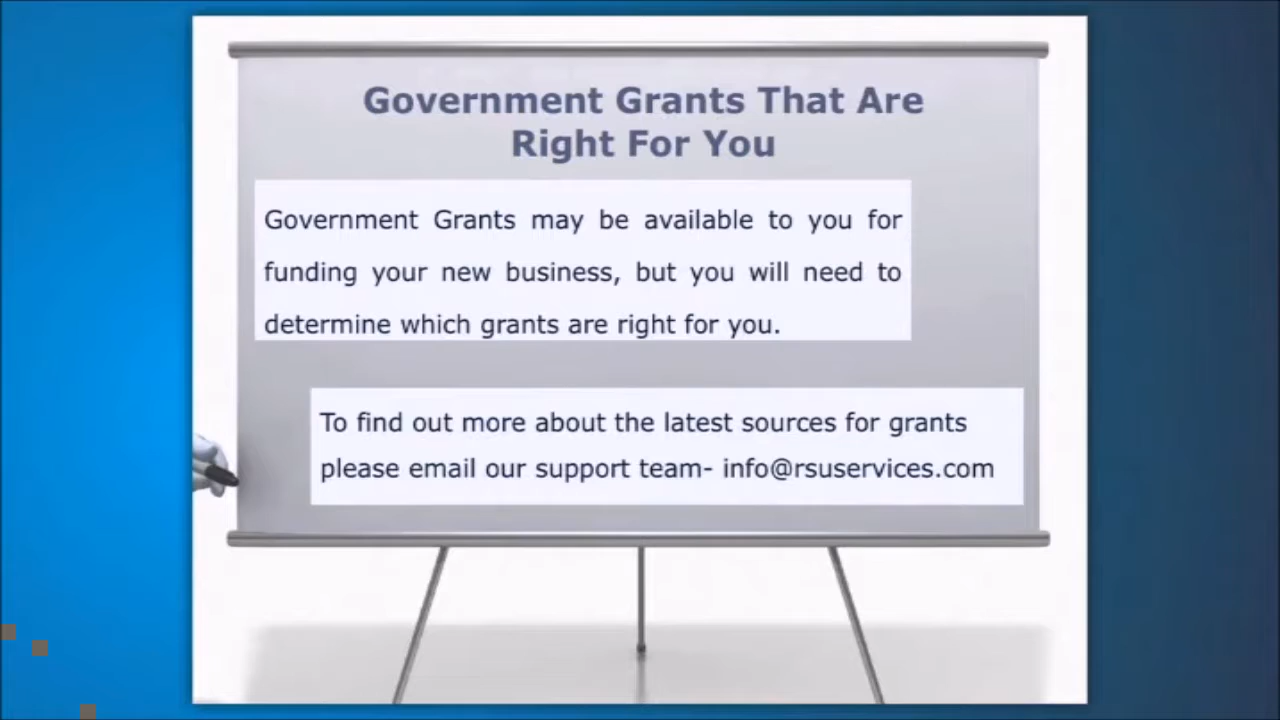 Government Grants That Are
Right For You
Government Grants may be available to you for
funding your new business, but you will need to
determine which grants are right for you.
To find out more about the latest sources for grants
please email our support team- info@rsuservices.com